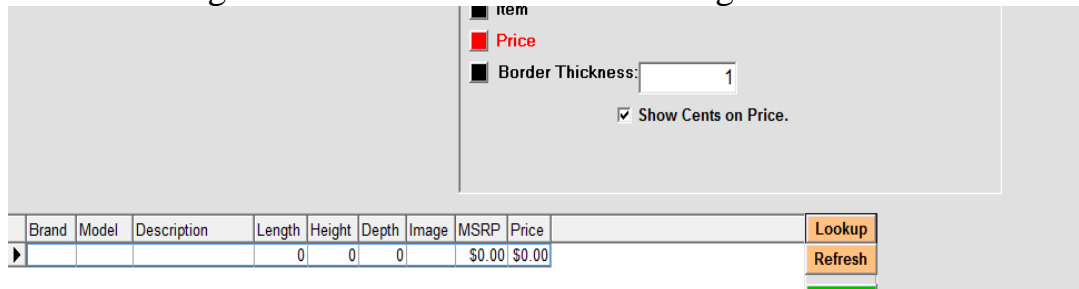 Item
Price
Border Thickness: 1
Show Cents on Price.
Brand Model Description Length Height Depth Image MSRP Price Lookup
0 0 0 $0.00 $0.00 Refresh